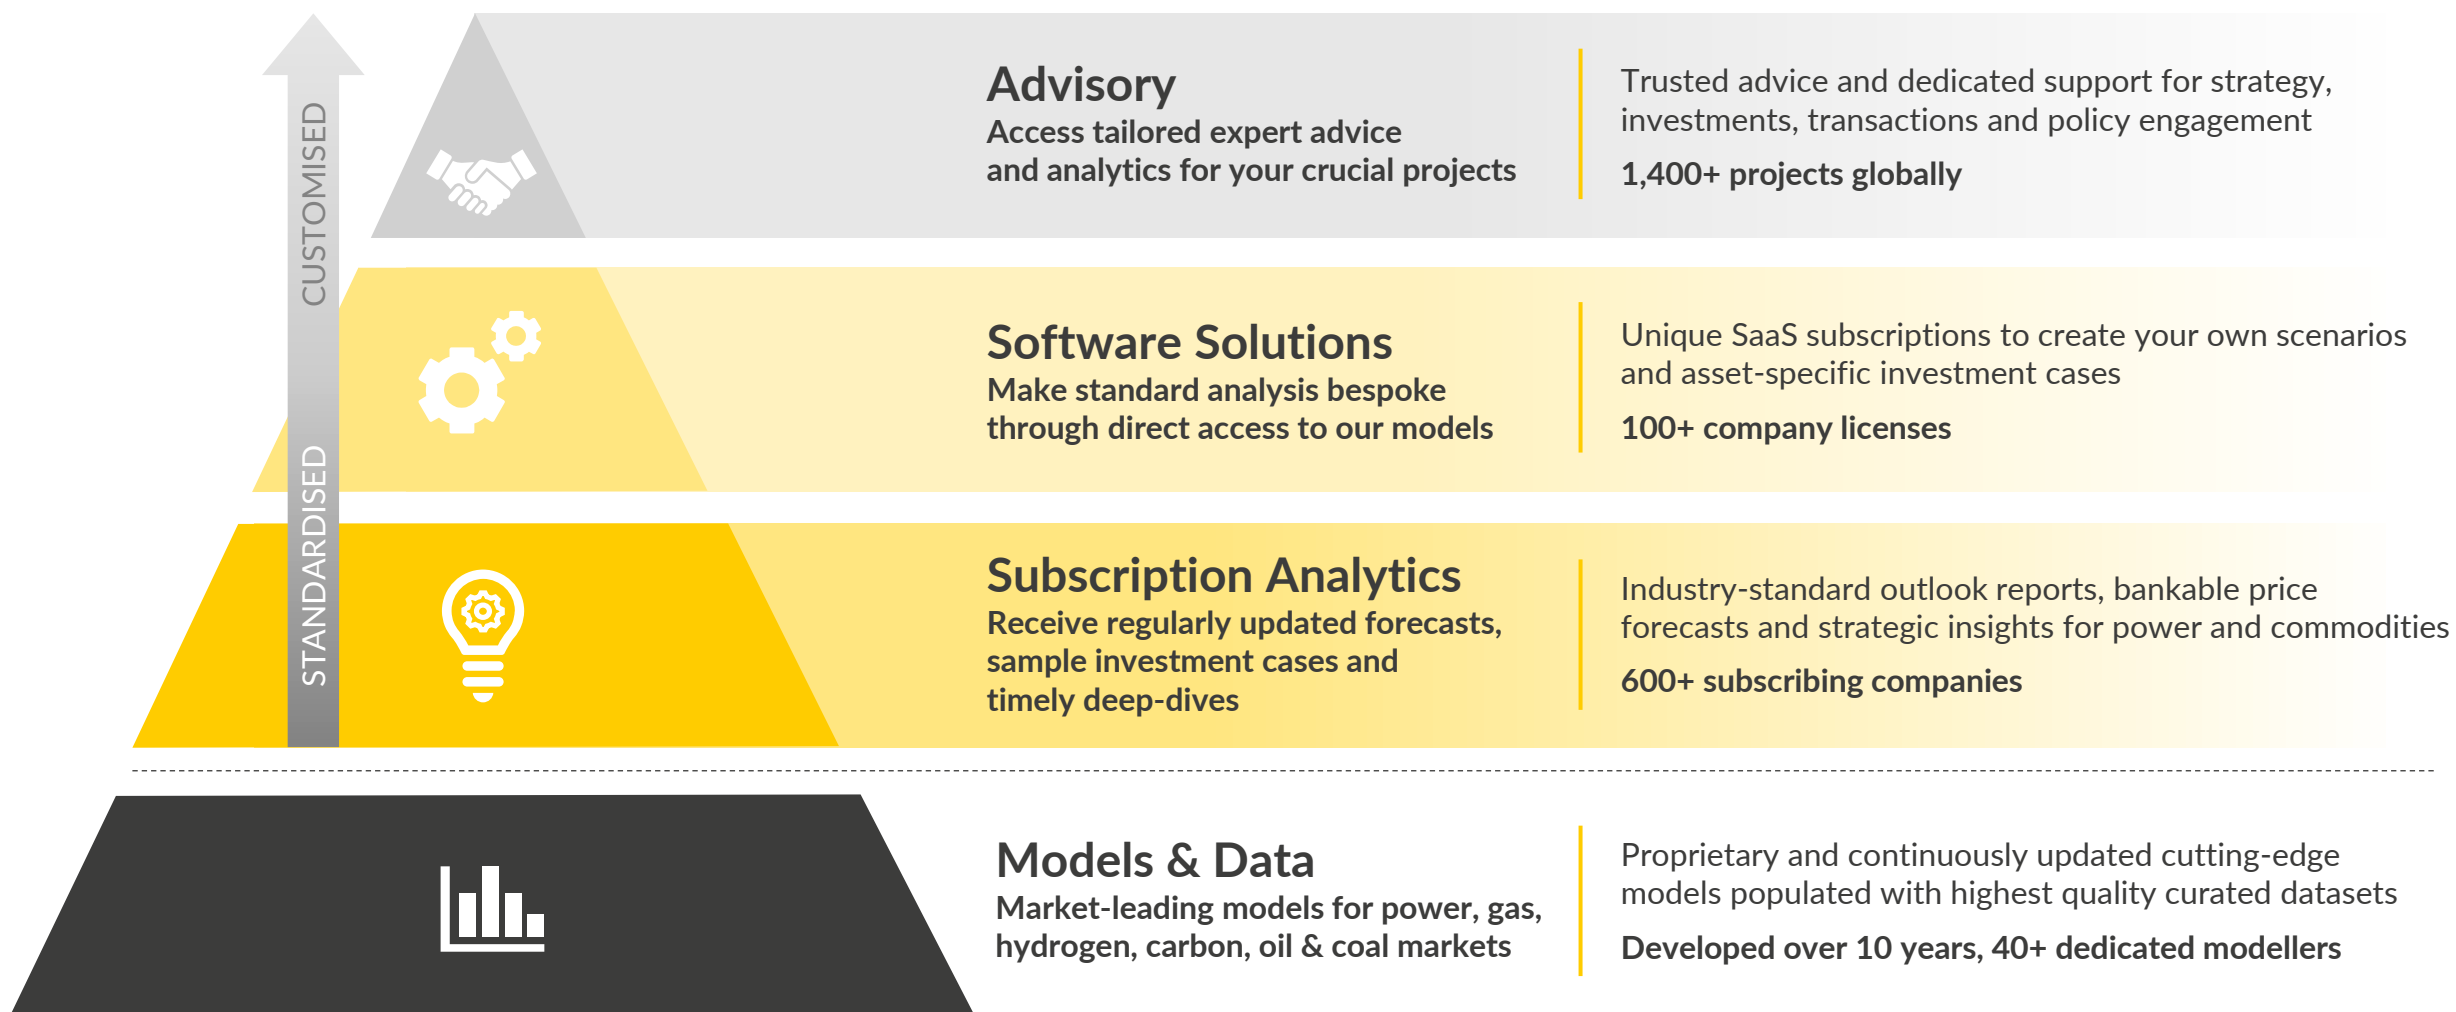 CUSTOMISED
STANDARDISED
Advisory
Access tailored expert advice
and analytics for your crucial projects
Trusted advice and dedicated support for strategy,
investments, transactions and policy engagement
1,400+ projects globally
Software Solutions
Make standard analysis bespoke
through direct access to our models
Unique SaaS subscriptions to create your own scenarios
and asset-specific investment cases
100+ company licenses
Subscription Analytics
Receive regularly updated forecasts,
sample investment cases and
timely deep-dives
Industry-standard outlook reports, bankable price
forecasts and strategic insights for power and commodities
600+ subscribing companies
Models & Data
Market-leading models for power, gas,
hydrogen, carbon, oil & coal markets
Proprietary and continuously updated cutting-edge
models populated with highest quality curated datasets
Developed over 10 years, 40+ dedicated modellers